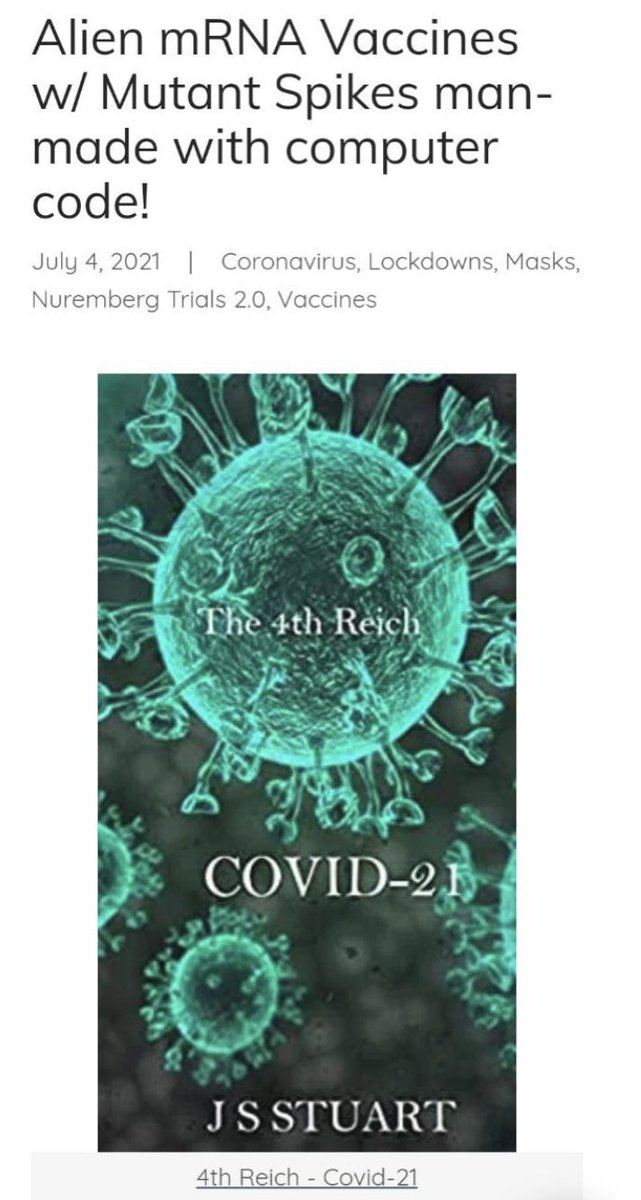 Alien mRNA Vaccines
w/ Mutant Spikes man-
made with computer
code!
July 4, 2021 | Coronavirus, Lockdowns, Masks,
Nuremberg Trials 2.0, Vaccines
The 4th Reich
COVID-21
J S STUART
4th Reich - Covid-21